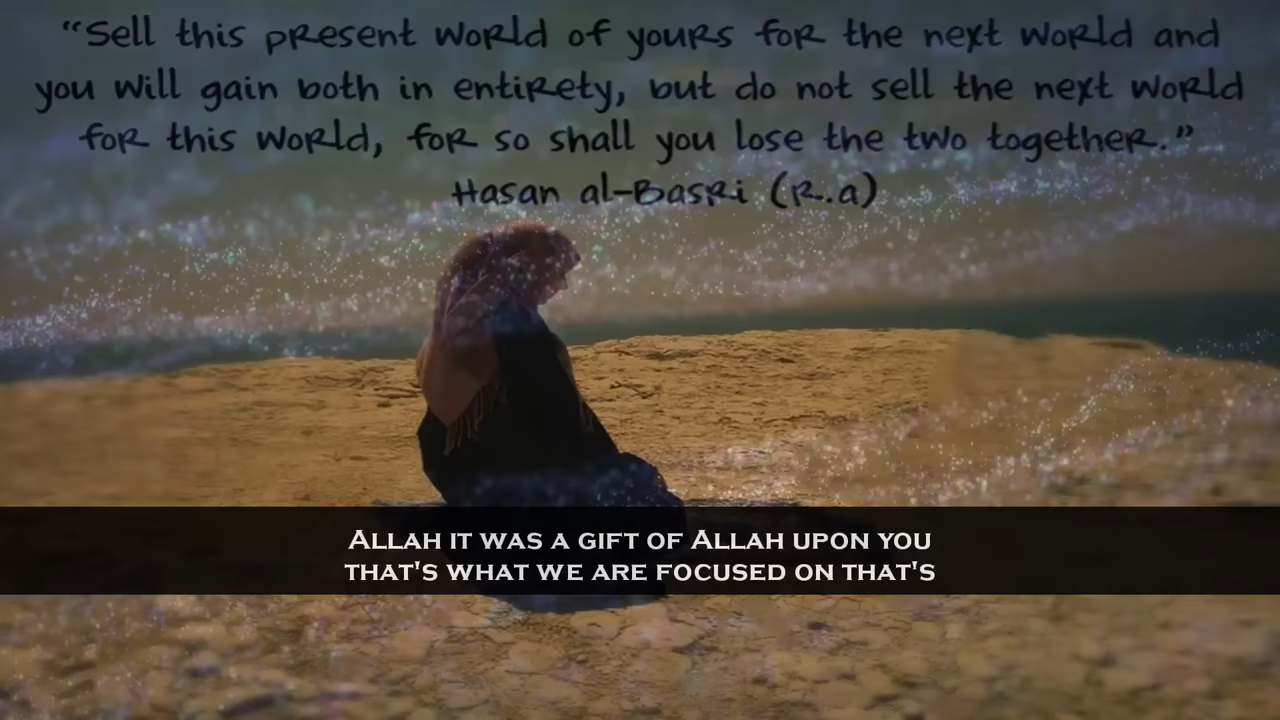 “Sell this present world of yours for the next world and
you will gain both in entirety, but do not sell the next world
for this world, for so shall you lose the two together.”
Hasan al-Basri (r.a)
Allah it was a gift of Allah upon you
that's what we are focused on that's